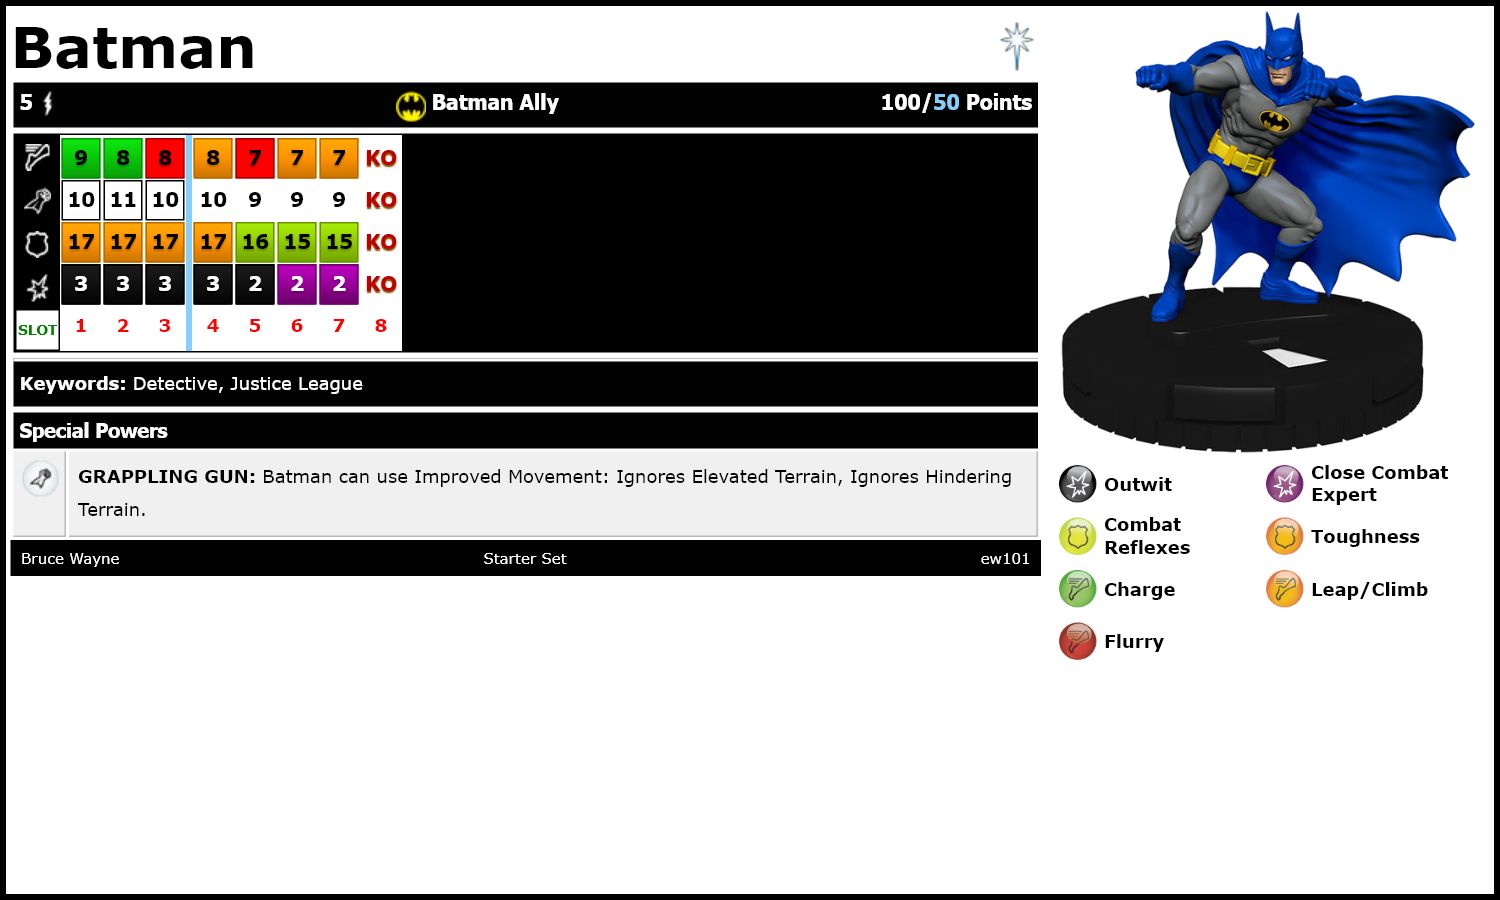 Batman
5 Batman Ally 100/50 Points
9 8 8 8 7 7 7 KO
10 11 10 10 9 9 9 KO
17 17 17 17 16 15 15 KO
3 3 3 3 2 2 2 KO
SLOT 1 2 3 4 5 6 7 8
Keywords: Detective, Justice League
Special Powers
GRAPPLING GUN: Batman can use Improved Movement: Ignores Elevated Terrain, Ignores Hindering
Terrain.
Bruce Wayne Starter Set ew101
Outwit
Close Combat
Expert
Combat
Reflexes
Toughness
Charge
Leap/Climb
Flurry